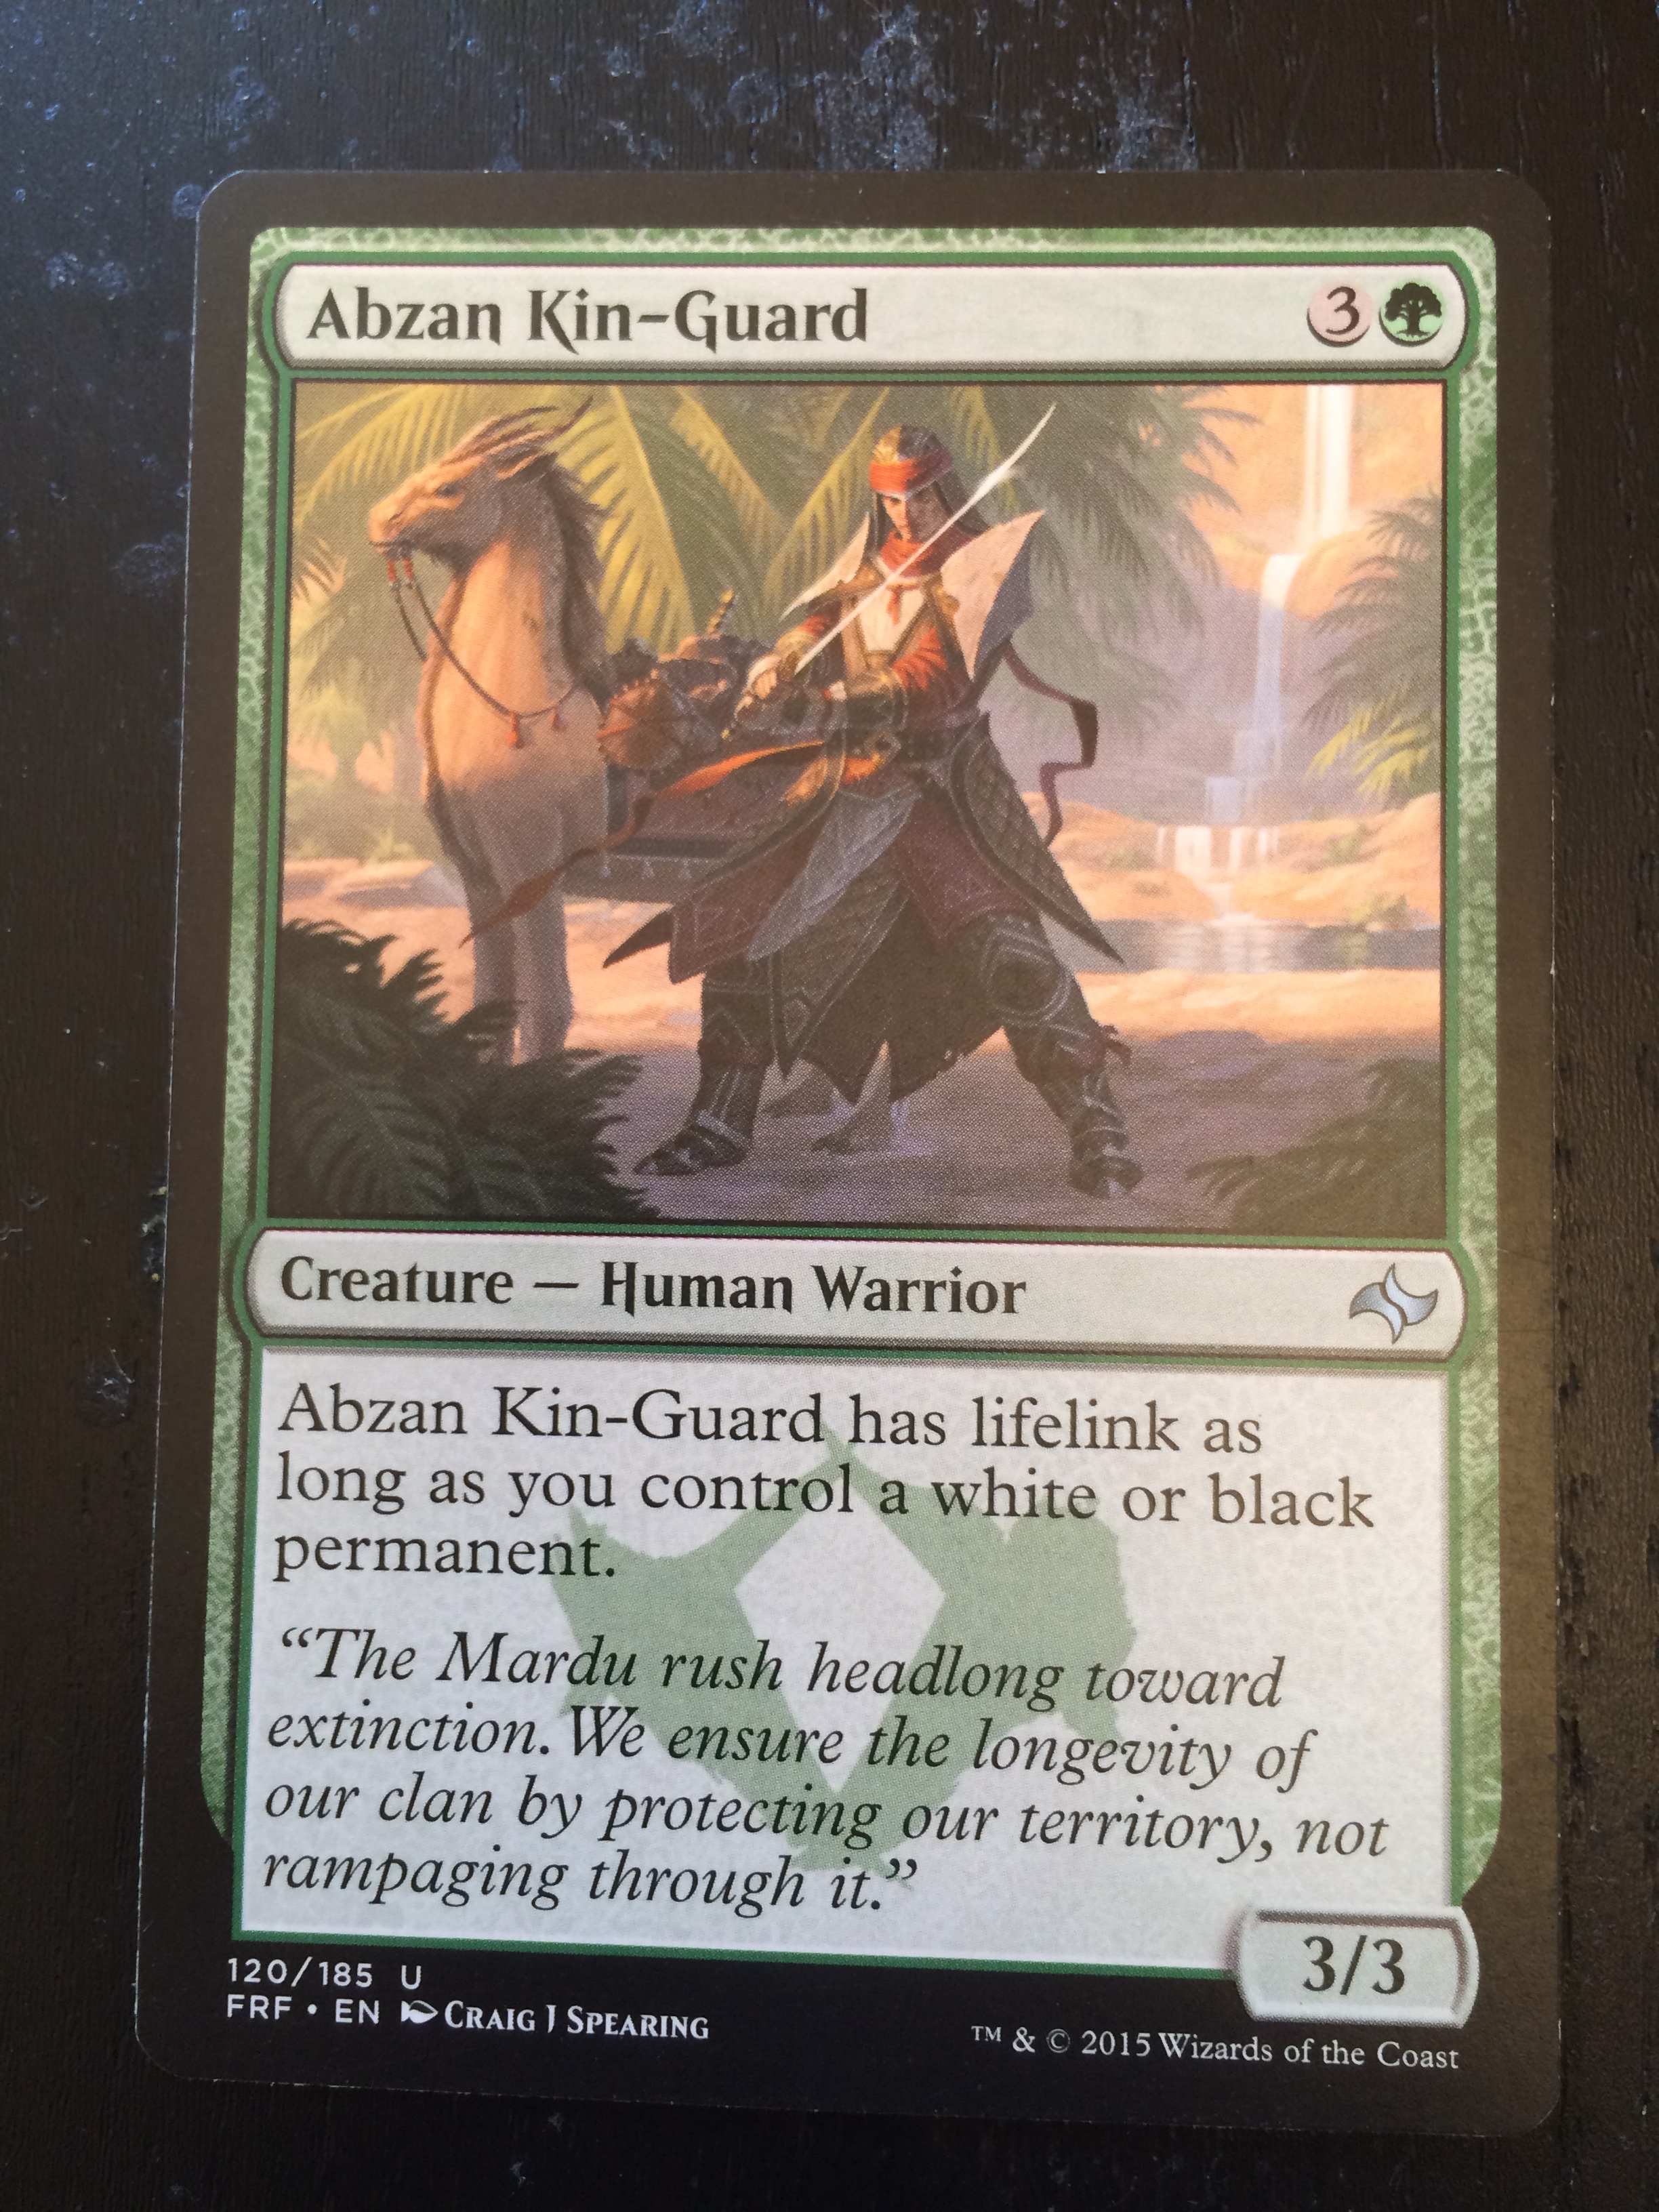 Abzan Kin-Guard 3
Creature — Human Warrior
Abzan Kin-Guard has lifelink as
long as you control a white or black
permanent.
“The Mardu rush headlong toward
extinction. We ensure the longevity of
our clan by protecting our territory, not
rampaging through it.”
3/3
120/185 U
FRF • EN CRAIG J SPEARING
™ & © 2015 Wizards of the Coast